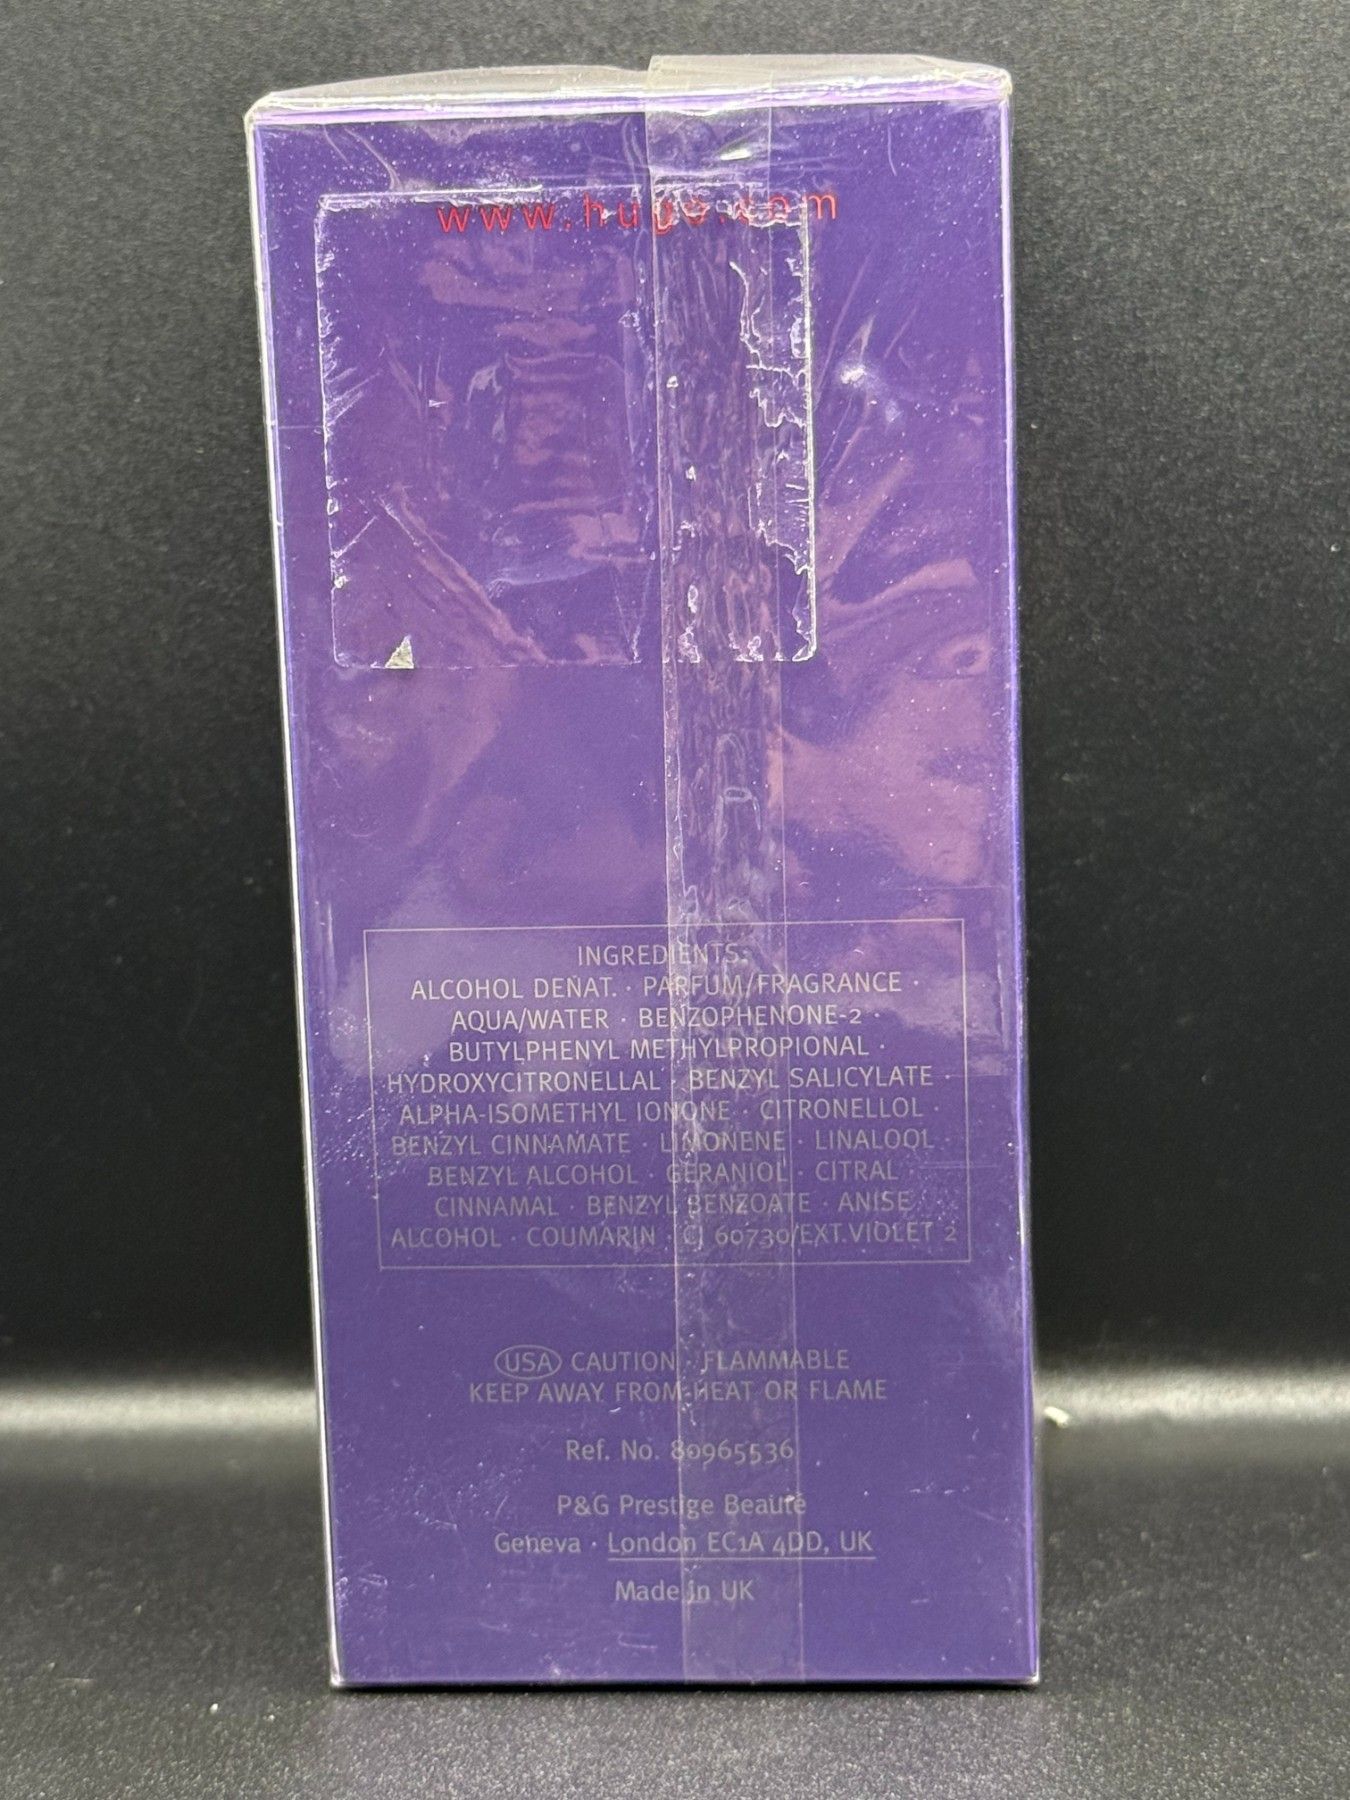 www.hugo.com
INGREDIENTS:
ALCOHOL DENAT. · PARFUM/FRAGRANCE ·
AQUA/WATER · BENZOPHENONE-2 ·
BUTYLPHENYL METHYLPROPIONAL ·
HYDROXYCITRONELLAL · BENZYL SALICYLATE ·
ALPHA-ISOMETHYL IONONE · CITRONELLOL ·
BENZYL CINNAMATE · LIMONENE · LINALOOL ·
BENZYL ALCOHOL · GERANIOL · CITRAL
CINNAMAL · BENZYL BENZOATE · ANISE
ALCOHOL · COUMARIN · CI 60730/EXT.VIOLET 2
USA CAUTION · FLAMMABLE
KEEP AWAY FROM HEAT OR FLAME
Ref. No. 80965536
P&G Prestige Beauté
Geneva · London EC1A 4DD, UK
Made in UK